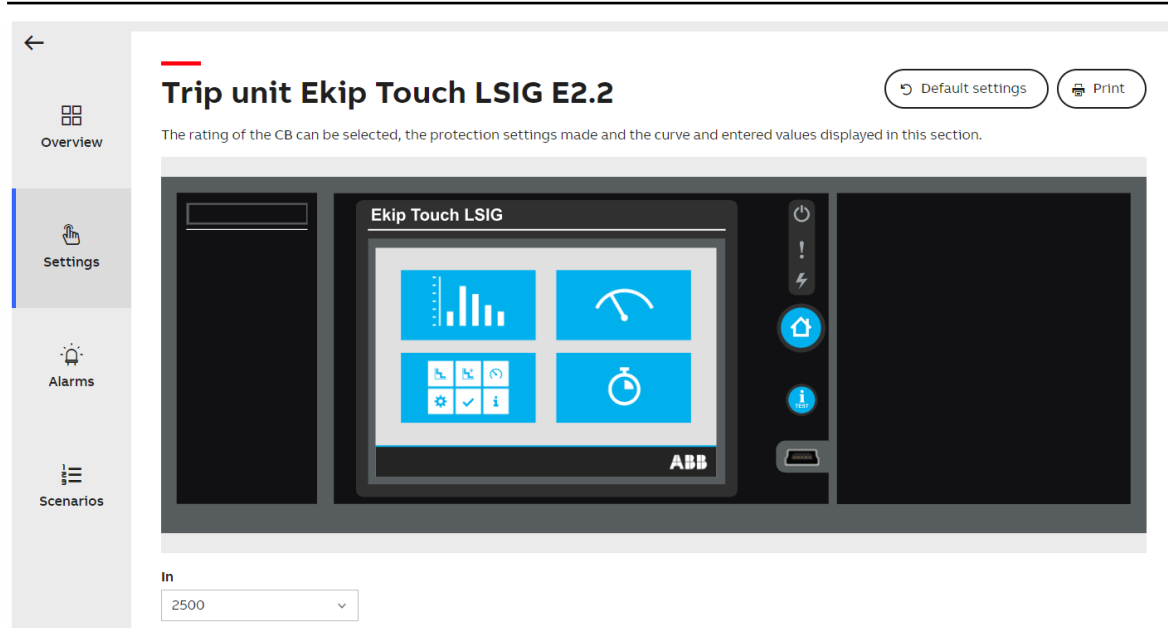 Trip unit Ekip Touch LSIG E2.2
Default settings
Print
The rating of the CB can be selected, the protection settings made and the curve and entered values displayed in this section.
Overview
Settings
Alarms
Scenarios
Ekip Touch LSIG
i
i
TEST
ABB
In
2500